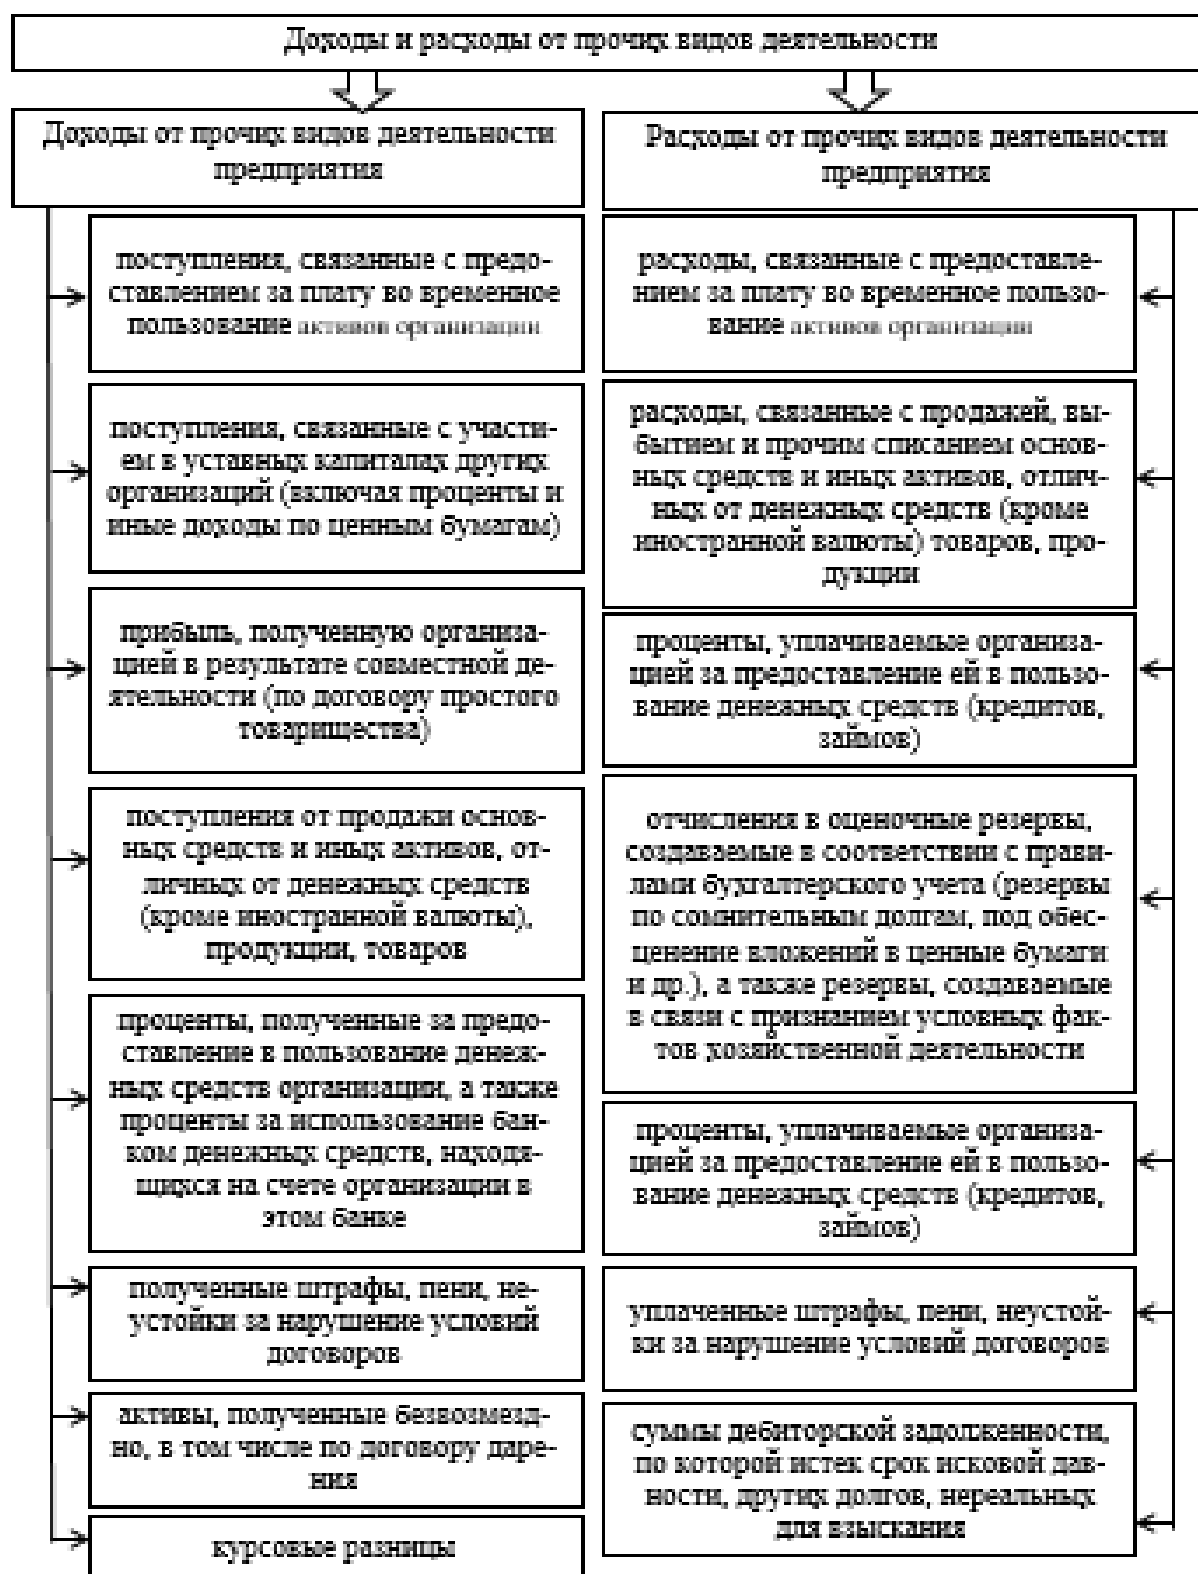 Доходы и расходы от прочих видов деятельности
Доходы от прочих видов деятельности
предприятия
поступления, связанные с предо-
ставлением за плату во временное
пользование активов организации
поступления, связанные с участи-
ем в уставных капиталах других
организаций (включая проценты и
иные доходы по ценным бумагам)
прибыль, полученную организа-
цией в результате совместной де-
ятельности (по договору простого
товарищества)
поступления от продажи основ-
ных средств и иных активов, от-
личных от денежных средств
(кроме иностранной валюты),
продукции, товаров
проценты, полученные за предо-
ставление в пользование денеж-
ных средств организации, а также
проценты за использование бан-
ком денежных средств, находя-
щихся на счете организации в
этом банке
полученные штрафы, пени, не-
устойки за нарушение условий
договоров
активы, полученные безвозмезд-
но, в том числе по договору даре-
ния
курсовые разницы
Расходы от прочих видов деятельности
предприятия
расходы, связанные с предоставле-
нием за плату во временное пользо-
вание активов организации
расходы, связанные с продажей, вы-
бытием и прочим списанием основ-
ных средств и иных активов, отлич-
ных от денежных средств (кроме
иностранной валюты) товаров, про-
дукции
проценты, уплачиваемые организа-
цией за предоставление ей в пользо-
вание денежных средств (кредитов,
займов)
отчисления в оценочные резервы,
создаваемые в соответствии с прави-
лами бухгалтерского учета (резервы
по сомнительным долгам, под обес-
ценение вложений в ценные бумаги
и др.), а также резервы, создаваемые
в связи с признанием условных фак-
тов хозяйственной деятельности
проценты, уплачиваемые организа-
цией за предоставление ей в пользо-
вание денежных средств (кредитов,
займов)
уплаченные штрафы, пени, неустой-
ки за нарушение условий договоров
суммы дебиторской задолженности,
по которой истек срок исковой дав-
ности, других долгов, нереальных
для взыскания